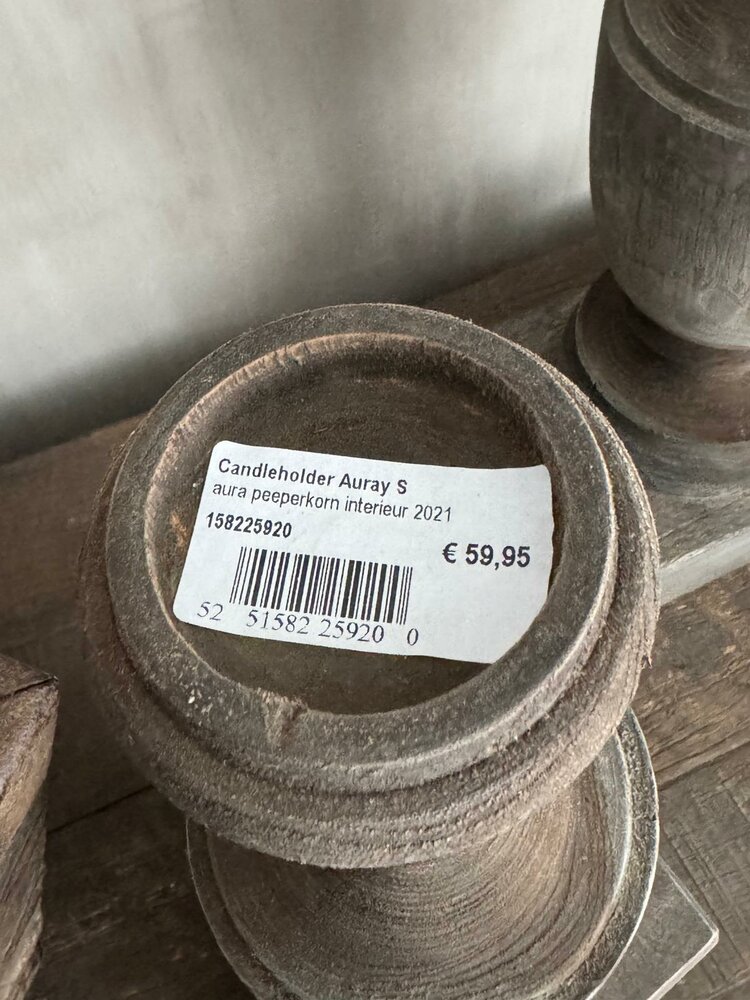 Candleholder Auray S
aura peeperkorn interieur 2021
158225920
€ 59,95
52 51582 25920 0